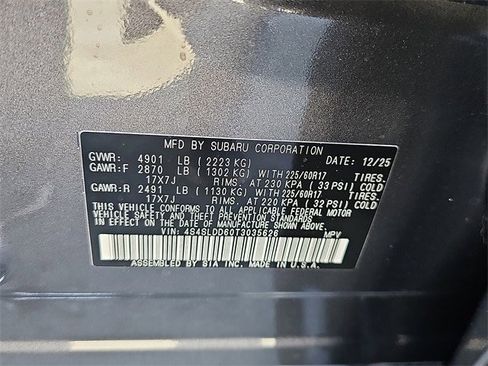 MFD BY SUBARU CORPORATION
GVWR: 4901 LB (2223 KG) DATE: 12/25
GAWR:F 2870 LB (1302 KG) WITH 225/60R17 TIRES.
17X7J RIMS. AT 230 KPA (33 PSI) COLD
GAWR:R 2491 LB (1130 KG) WITH 225/60R17 TIRES.
17X7J RIMS. AT 220 KPA (32 PSI) COLD
THIS VEHICLE CONFORMS TO ALL APPLICABLE FEDERAL MOTOR
VEHICLE SAFETY AND THEFT PREVENTION STANDARDS
IN EFFECT ON DATE OF MANUFACTURE SHOWN ABOVE.
VIN: 4S4SLDD60T3035626 MPV
ASSEMBLED BY SIA INC. MADE IN U.S.A.